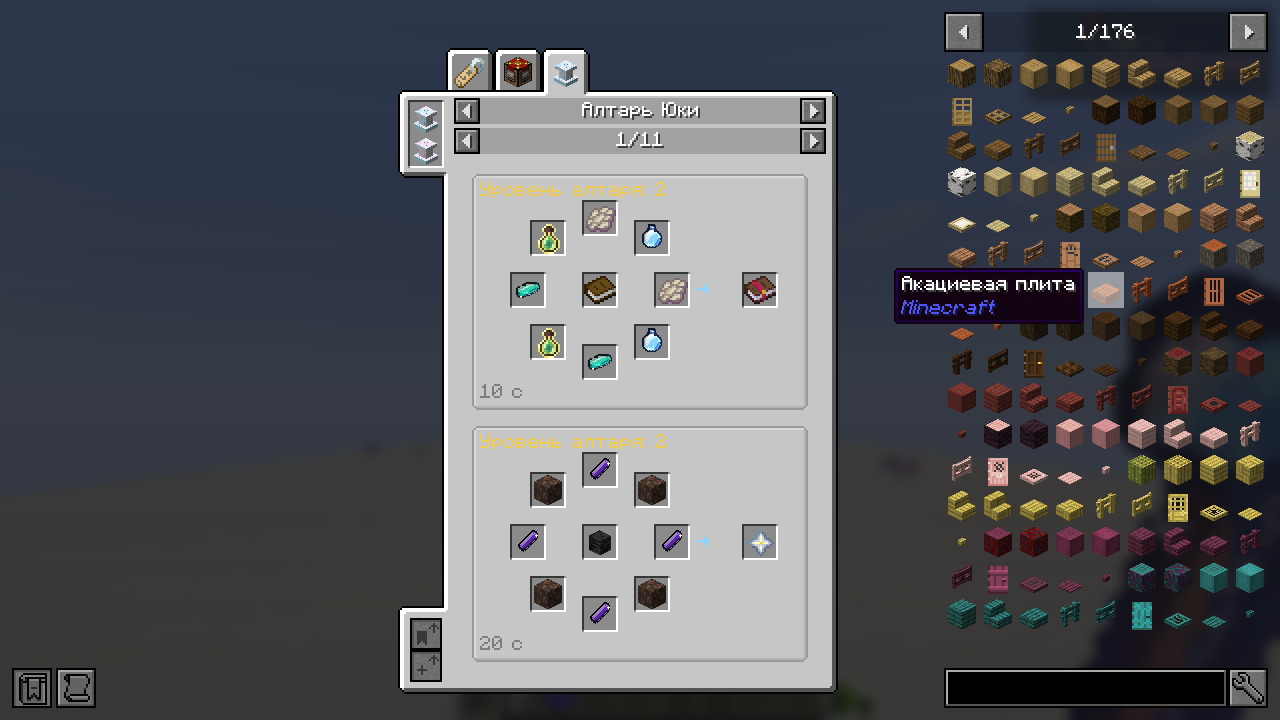 1/176
Алтарь Юки
1/11
Уровень алтаря 2
10 с
Уровень алтаря 2
20 с
Акациевая плита
Minecraft